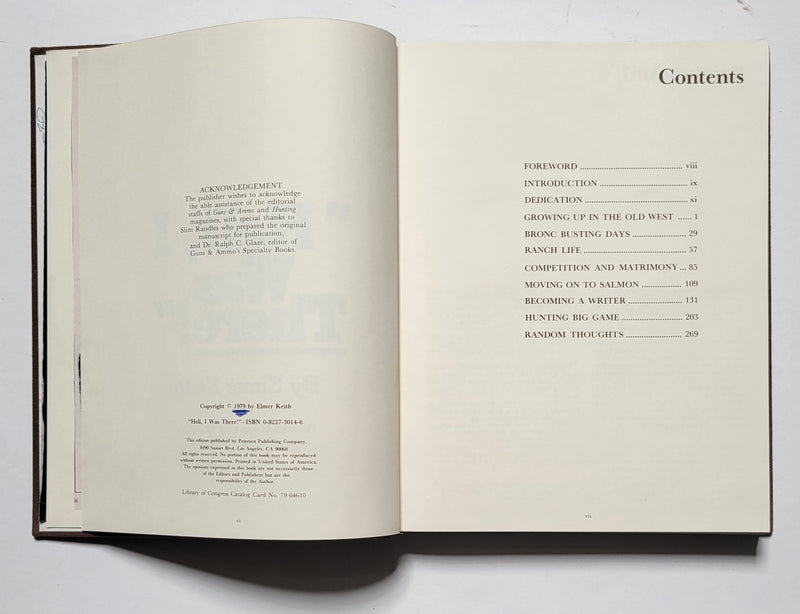 ACKNOWLEDGEMENT
The publisher wishes to acknowledge
the able assistance of the editorial
staffs of Guns & Ammo and Hunting
magazines, with special thanks to
Slim Randles who prepared the original
manuscript for publication,
and Dr. Ralph C. Glaze, editor of
Guns & Ammo's Specialty Books.
Copyright © 1979 by Elmer Keith
"Hell, I Was There!"—ISBN 0-8227-3014-6
This edition published by Petersen Publishing Company,
8490 Sunset Blvd. Los Angeles, CA 90069
All rights reserved. No portion of this book may be reproduced
without written permission. Printed in United States of America.
The opinions expressed in this book are not necessarily those
of the Editors and Publishers but are the
responsibility of the Author.
Library of Congress Catalog Card No. 79-64610
vi
Contents
FOREWORD ................................ viii
INTRODUCTION ........................... ix
DEDICATION ................................ xi
GROWING UP IN THE OLD WEST ...... 1
BRONC BUSTING DAYS ................. 29
RANCH LIFE ................................ 57
COMPETITION AND MATRIMONY ... 85
MOVING ON TO SALMON ............. 109
BECOMING A WRITER .................. 131
HUNTING BIG GAME .................... 203
RANDOM THOUGHTS .................. 269
vii